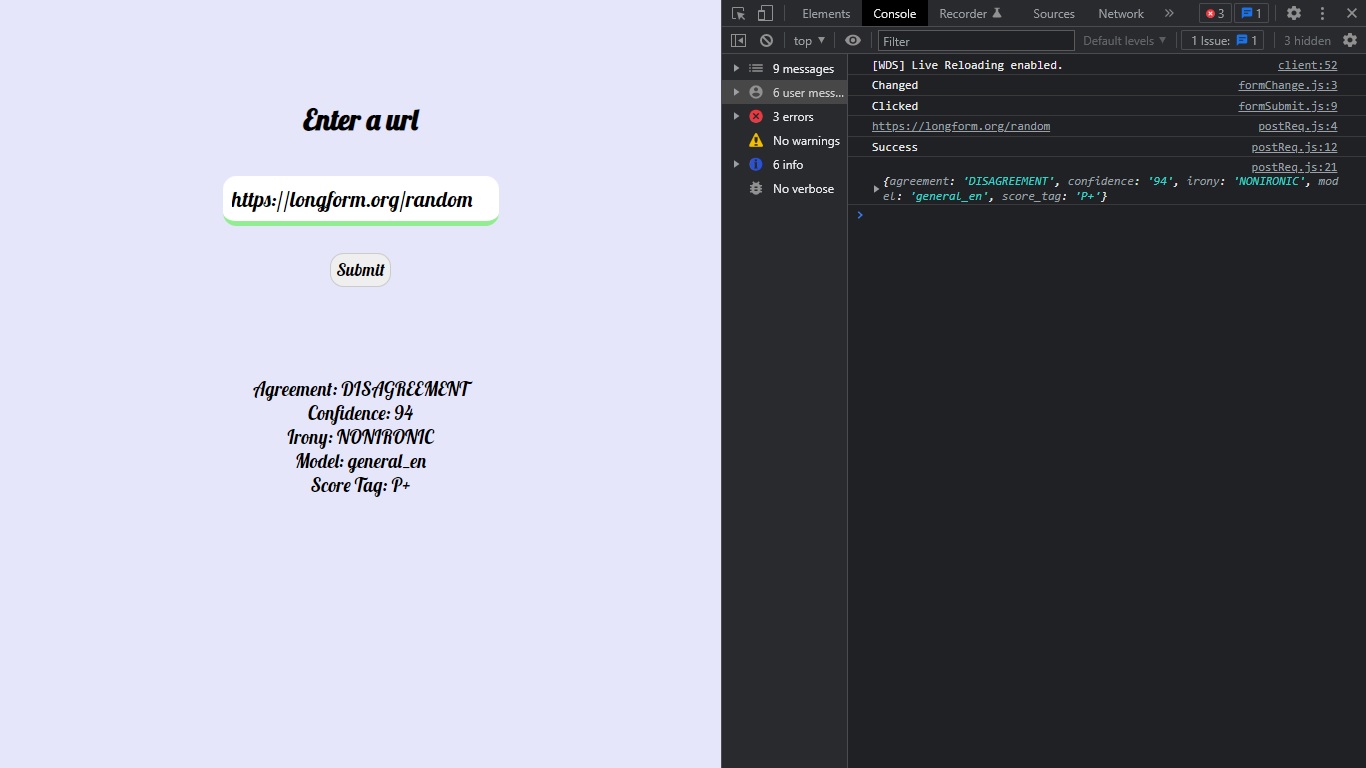 Enter a url
https://longform.org/random
Submit
Agreement: DISAGREEMENT
Confidence: 94
Irony: NONIRONIC
Model: general_en
Score Tag: P+
Elements Console Recorder Sources Network » 3 1
top Filter Default levels 1 Issue: 1 3 hidden
9 messages
6 user mess...
3 errors
No warnings
6 info
No verbose
[WDS] Live Reloading enabled. client:52
Changed formChange.js:3
Clicked formSubmit.js:9
https://longform.org/random postReq.js:4
Success postReq.js:12
postReq.js:21
{agreement: 'DISAGREEMENT', confidence: '94', irony: 'NONIRONIC', mod
el: 'general_en', score_tag: 'P+'}